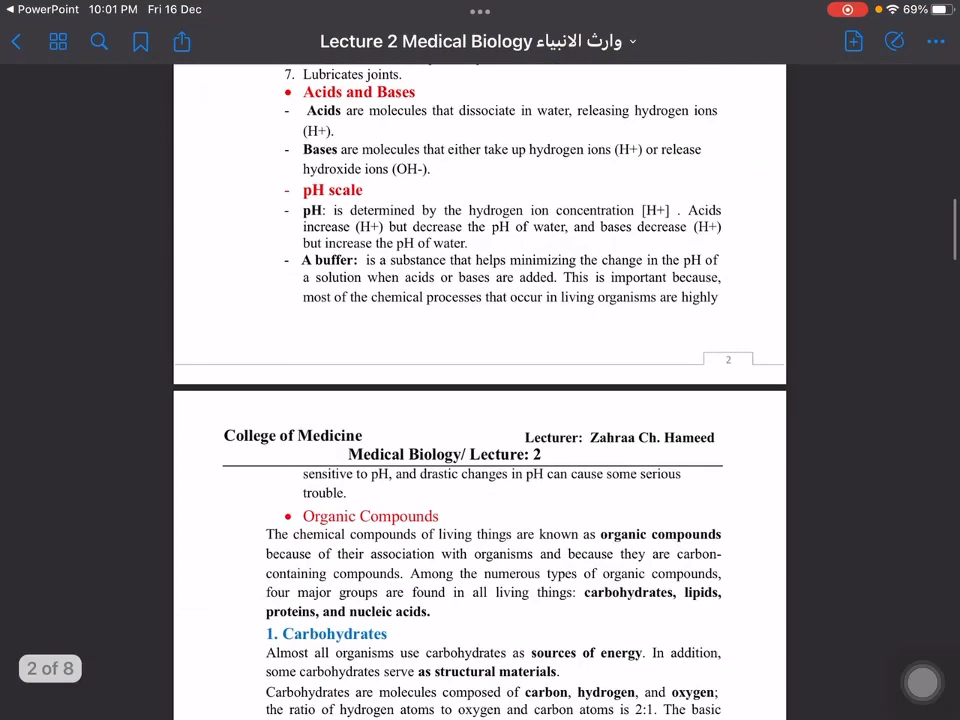 PowerPoint 10:01 PM Fri 16 Dec 69%
Lecture 2 Medical Biology وارث الانبياء
7. Lubricates joints.
• Acids and Bases
- Acids are molecules that dissociate in water, releasing hydrogen ions
(H+).
- Bases are molecules that either take up hydrogen ions (H+) or release
hydroxide ions (OH-).
- pH scale
- pH: is determined by the hydrogen ion concentration [H+] . Acids
increase (H+) but decrease the pH of water, and bases decrease (H+)
but increase the pH of water.
- A buffer: is a substance that helps minimizing the change in the pH of
a solution when acids or bases are added. This is important because,
most of the chemical processes that occur in living organisms are highly
2
College of Medicine Lecturer: Zahraa Ch. Hameed
Medical Biology/ Lecture: 2
sensitive to pH, and drastic changes in pH can cause some serious
trouble.
• Organic Compounds
The chemical compounds of living things are known as organic compounds
because of their association with organisms and because they are carbon-
containing compounds. Among the numerous types of organic compounds,
four major groups are found in all living things: carbohydrates, lipids,
proteins, and nucleic acids.
1. Carbohydrates
Almost all organisms use carbohydrates as sources of energy. In addition,
some carbohydrates serve as structural materials.
Carbohydrates are molecules composed of carbon, hydrogen, and oxygen;
the ratio of hydrogen atoms to oxygen and carbon atoms is 2:1. The basic
2 of 8